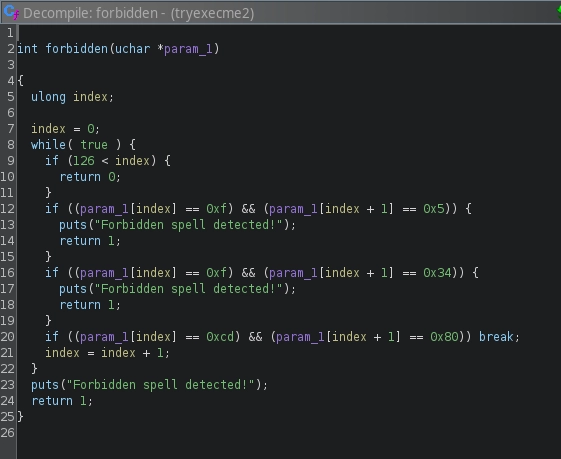 Decompile: forbidden - (tryexecme2)
1
2 int forbidden(uchar *param_1)
3
4 {
5   ulong index;
6
7   index = 0;
8   while( true ) {
9     if (126 < index) {
10       return 0;
11     }
12     if ((param_1[index] == 0xf) && (param_1[index + 1] == 0x5)) {
13       puts("Forbidden spell detected!");
14       return 1;
15     }
16     if ((param_1[index] == 0xf) && (param_1[index + 1] == 0x34)) {
17       puts("Forbidden spell detected!");
18       return 1;
19     }
20     if ((param_1[index] == 0xcd) && (param_1[index + 1] == 0x80)) break;
21     index = index + 1;
22   }
23   puts("Forbidden spell detected!");
24   return 1;
25 }
26